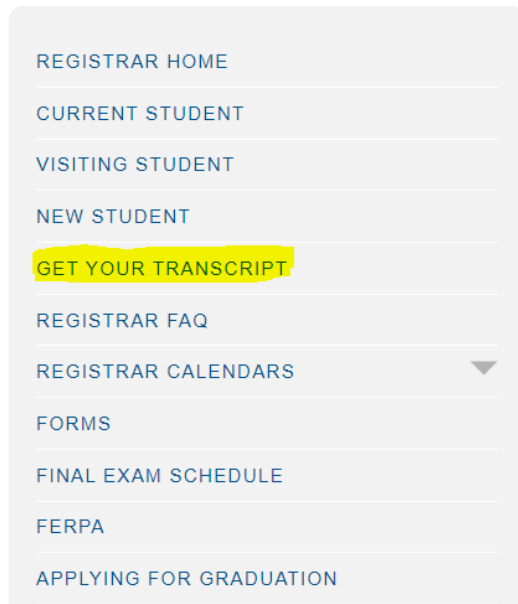 REGISTRAR HOME
CURRENT STUDENT
VISITING STUDENT
NEW STUDENT
GET YOUR TRANSCRIPT
REGISTRAR FAQ
REGISTRAR CALENDARS
FORMS
FINAL EXAM SCHEDULE
FERPA
APPLYING FOR GRADUATION